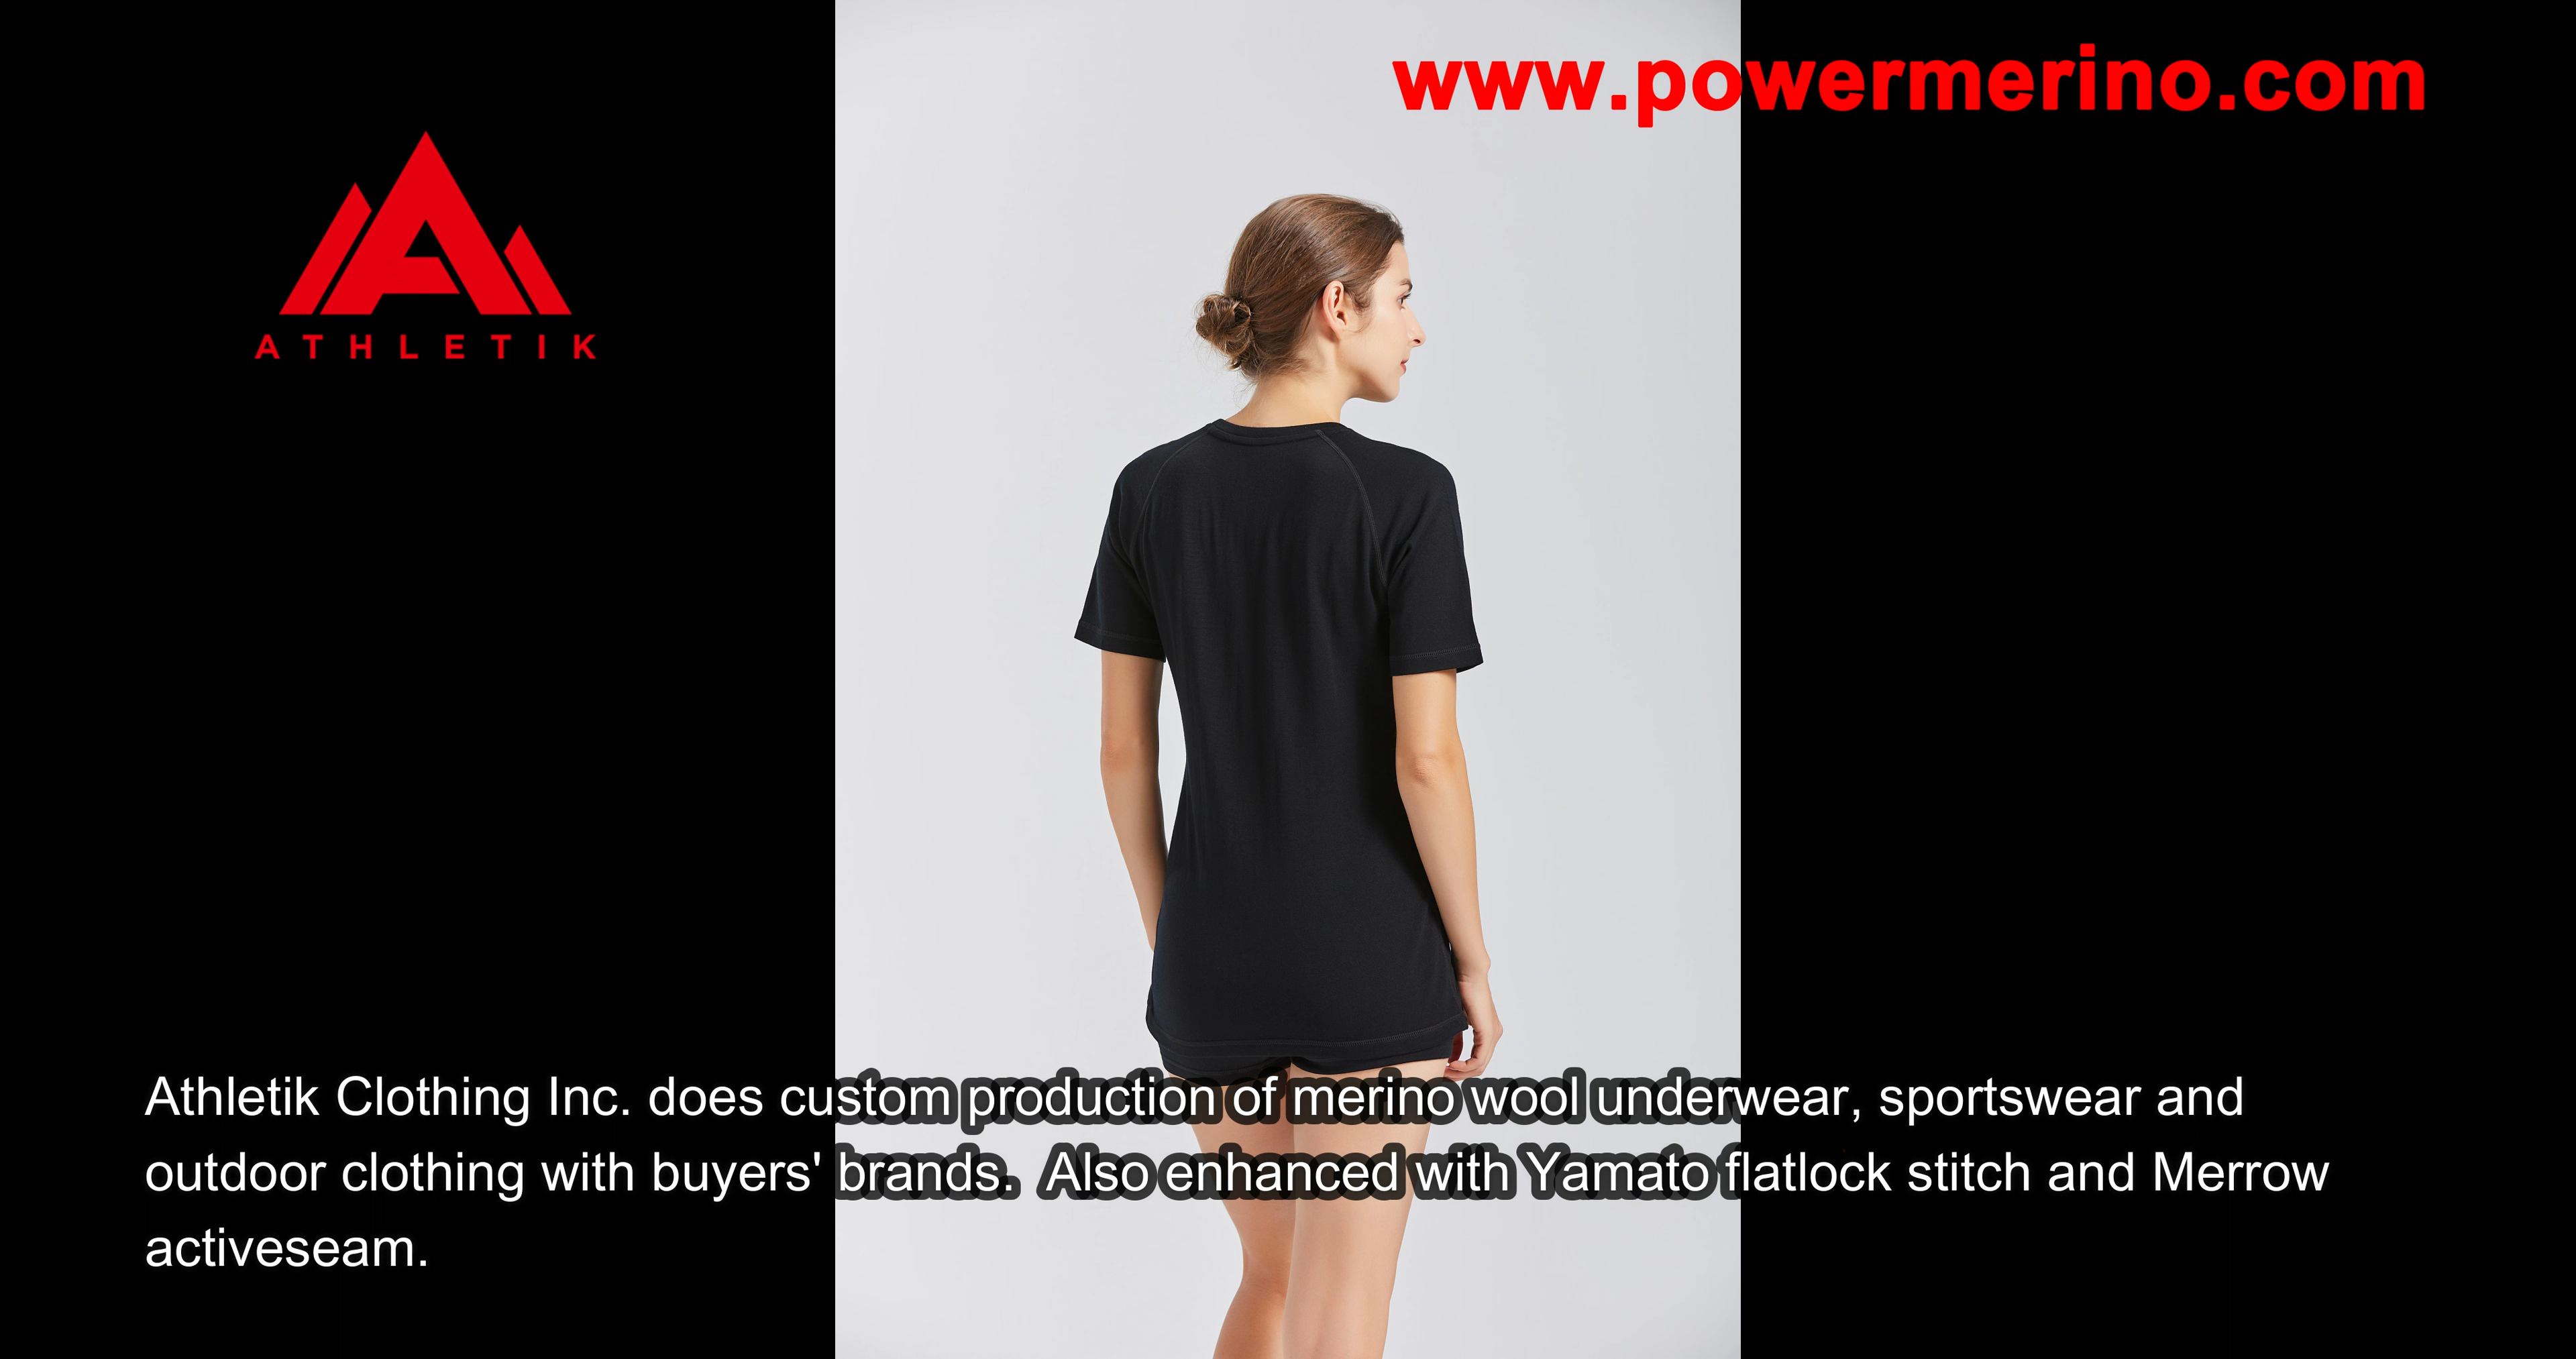 www.powermerino.com
ATHLETIK
Athletik Clothing Inc. does custom production of merino wool underwear, sportswear and
outdoor clothing with buyers' brands.  Also enhanced with Yamato flatlock stitch and Merrow
activeseam.